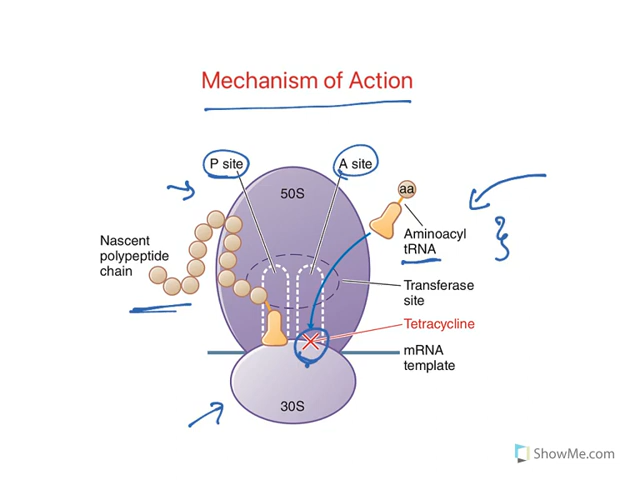 Mechanism of Action
P site
A site
50S
aa
Aminoacyl
tRNA
Nascent
polypeptide
chain
Transferase
site
Tetracycline
mRNA
template
30S
ShowMe.com